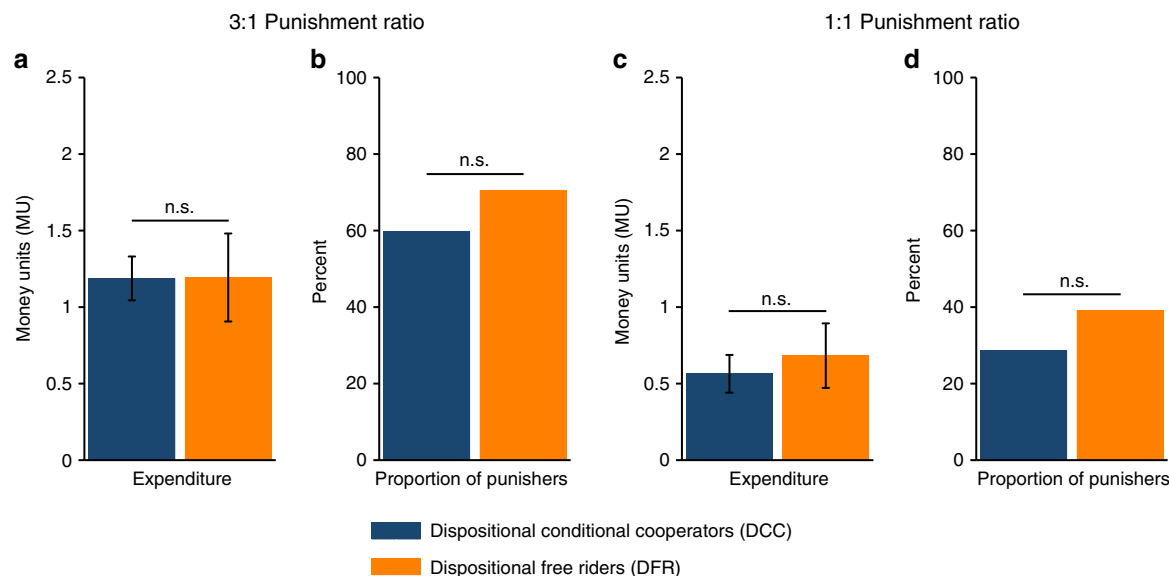 3:1 Punishment ratio
1:1 Punishment ratio
a
b
c
d
2.5
2
1.5
1
0.5
0
Money units (MU)
n.s.
Expenditure
100
80
60
40
20
0
Percent
n.s.
Proportion of punishers
2.5
2
1.5
1
0.5
0
Money units (MU)
n.s.
Expenditure
100
80
60
40
20
0
Percent
n.s.
Proportion of punishers
Dispositional conditional cooperators (DCC)
Dispositional free riders (DFR)